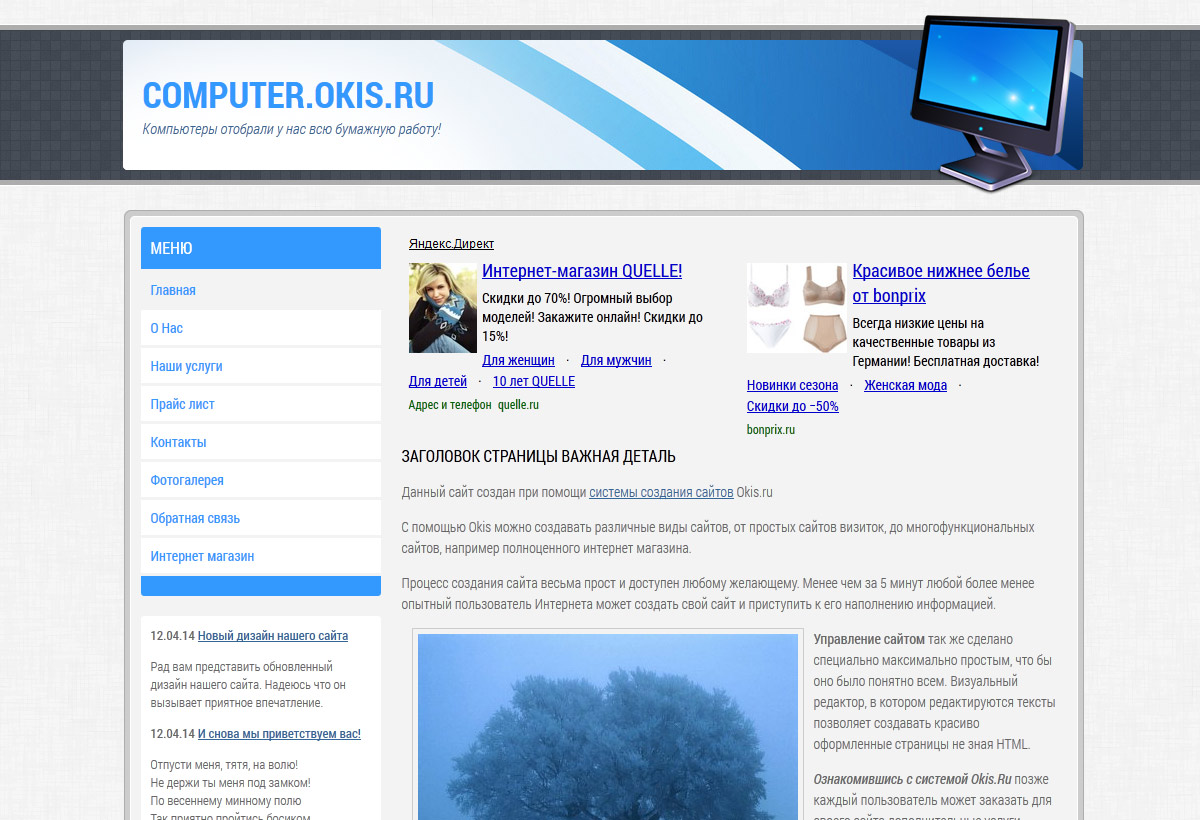 COMPUTER.OKIS.RU
Компьютеры отобрали у нас всю бумажную работу!
МЕНЮ
Главная
О Нас
Наши услуги
Прайс лист
Контакты
Фотогалерея
Обратная связь
Интернет магазин
12.04.14 Новый дизайн нашего сайта
Рад вам представить обновленный
дизайн нашего сайта. Надеюсь что он
вызывает приятное впечатление.
12.04.14 И снова мы приветствуем вас!
Отпусти меня, тятя, на волю!
Не держи ты меня под замком!
По весеннему минному полю
Так приятно пройтись босиком
Яндекс.Директ
Интернет-магазин QUELLE!
Скидки до 70%! Огромный выбор
моделей! Закажите онлайн! Скидки до
15%!
Для женщин · Для мужчин ·
Для детей · 10 лет QUELLE
Адрес и телефон quelle.ru
Красивое нижнее белье
от bonprix
Всегда низкие цены на
качественные товары из
Германии! Бесплатная доставка!
Новинки сезона · Женская мода ·
Скидки до −50%
bonprix.ru
ЗАГОЛОВОК СТРАНИЦЫ ВАЖНАЯ ДЕТАЛЬ
Данный сайт создан при помощи системы создания сайтов Okis.ru
С помощью Okis можно создавать различные виды сайтов, от простых сайтов визиток, до многофункциональных
сайтов, например полноценного интернет магазина.
Процесс создания сайта весьма прост и доступен любому желающему. Менее чем за 5 минут любой более менее
опытный пользователь Интернета может создать свой сайт и приступить к его наполнению информацией.
Управление сайтом так же сделано
специально максимально простым, что бы
оно было понятно всем. Визуальный
редактор, в котором редактируются тексты
позволяет создавать красиво
оформленные страницы не зная HTML.
Ознакомившись с системой Okis.Ru позже
каждый пользователь может заказать для
своего сайта дополнительные услуги